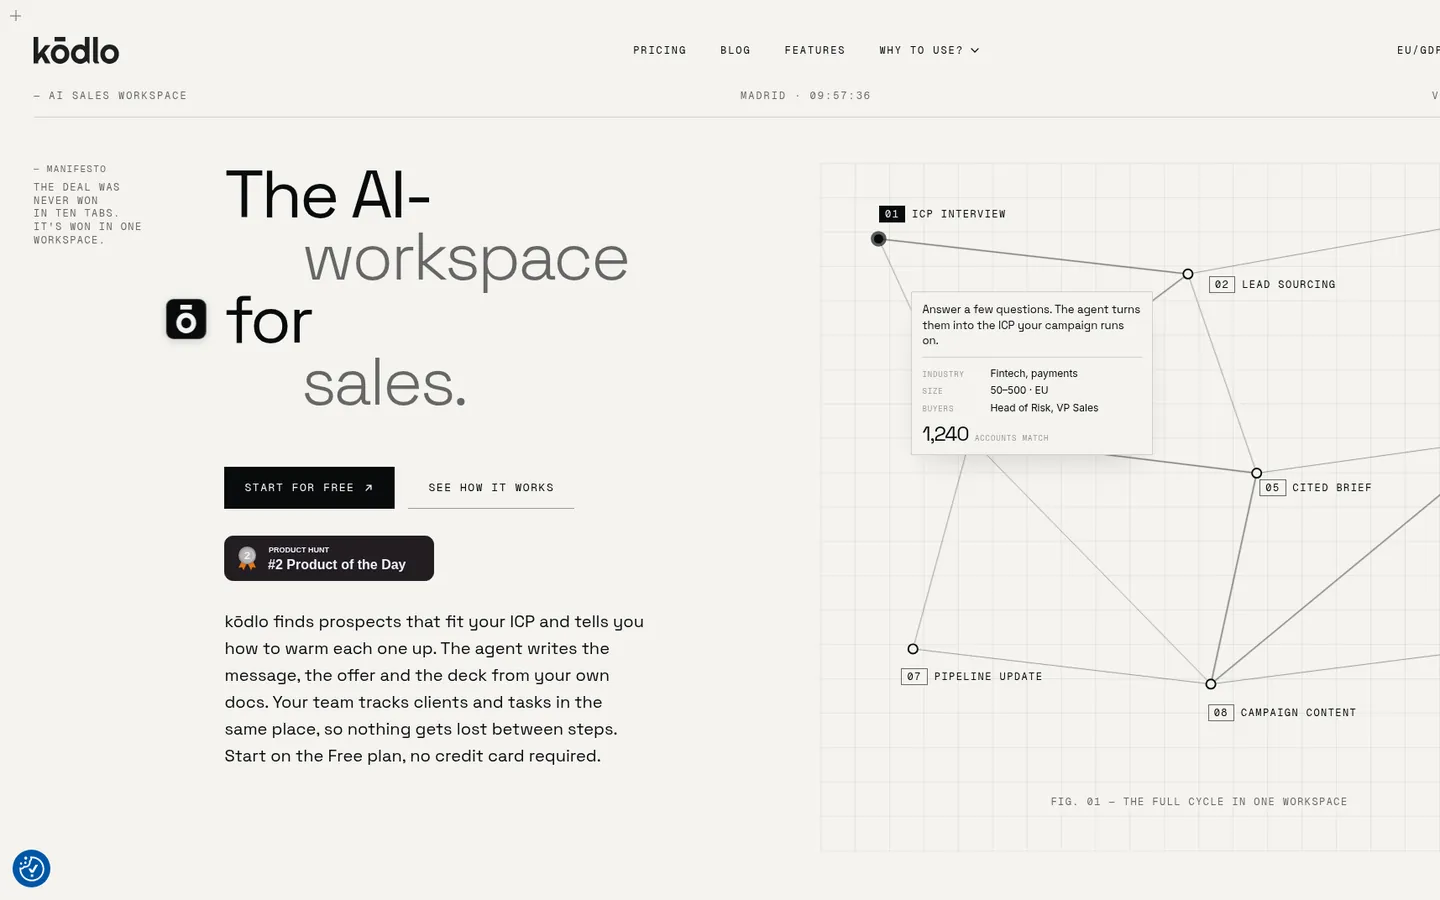 kōdlo
PRICING
BLOG
FEATURES
WHY TO USE?
— AI SALES WORKSPACE
MADRID · 09:57:36
— MANIFESTO
THE DEAL WAS
NEVER WON
IN TEN TABS.
IT'S WON IN ONE
WORKSPACE.
The AI-
workspace
for
sales.
START FOR FREE ↗
SEE HOW IT WORKS
2
PRODUCT HUNT
#2 Product of the Day
kōdlo finds prospects that fit your ICP and tells you
how to warm each one up. The agent writes the
message, the offer and the deck from your own
docs. Your team tracks clients and tasks in the
same place, so nothing gets lost between steps.
Start on the Free plan, no credit card required.
01 ICP INTERVIEW
02 LEAD SOURCING
Answer a few questions. The agent turns
them into the ICP your campaign runs
on.
INDUSTRY Fintech, payments
SIZE 50–500 · EU
BUYERS Head of Risk, VP Sales
1,240 ACCOUNTS MATCH
05 CITED BRIEF
07 PIPELINE UPDATE
08 CAMPAIGN CONTENT
FIG. 01 — THE FULL CYCLE IN ONE WORKSPACE